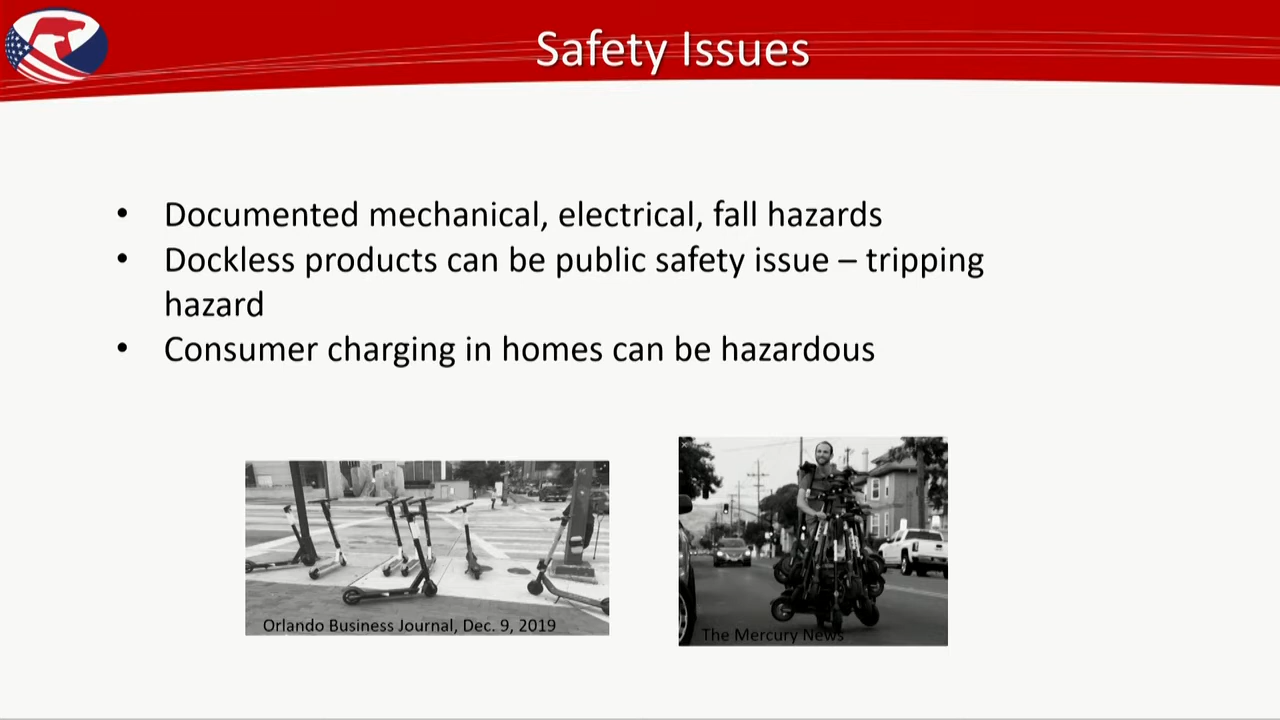 Safety Issues
• Documented mechanical, electrical, fall hazards
• Dockless products can be public safety issue – tripping
hazard
• Consumer charging in homes can be hazardous
Orlando Business Journal, Dec. 9, 2019
The Mercury News